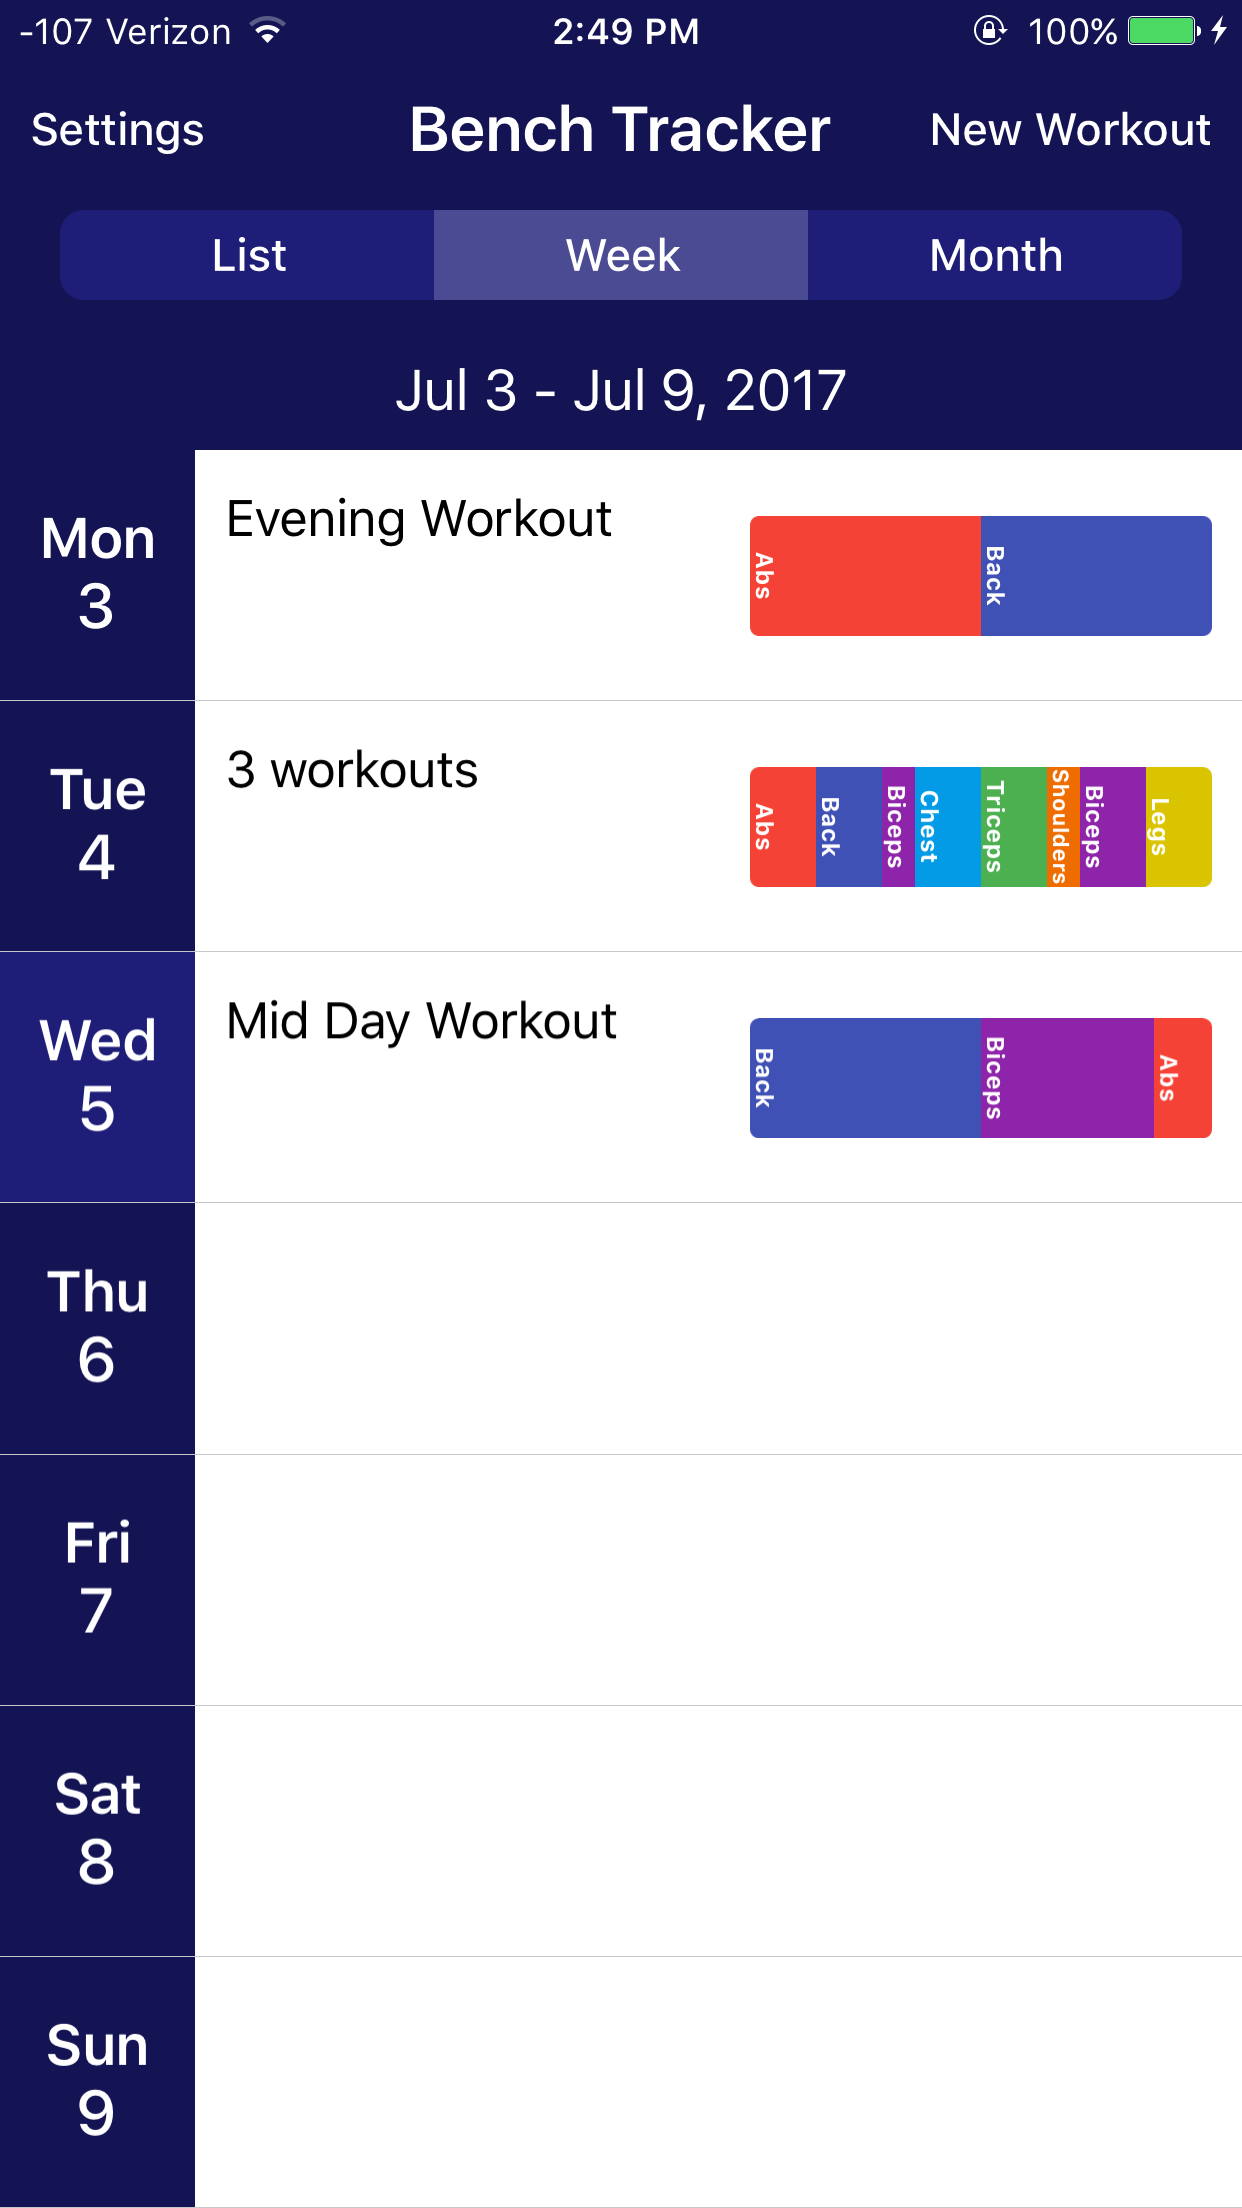 -107 Verizon 2:49 PM 100%
Settings Bench Tracker New Workout
List Week Month
Jul 3 - Jul 9, 2017
Mon
3
Evening Workout
Abs
Back
Tue
4
3 workouts
Abs
Back
Biceps
Chest
Triceps
Shoulders
Biceps
Legs
Wed
5
Mid Day Workout
Back
Biceps
Abs
Thu
6
Fri
7
Sat
8
Sun
9